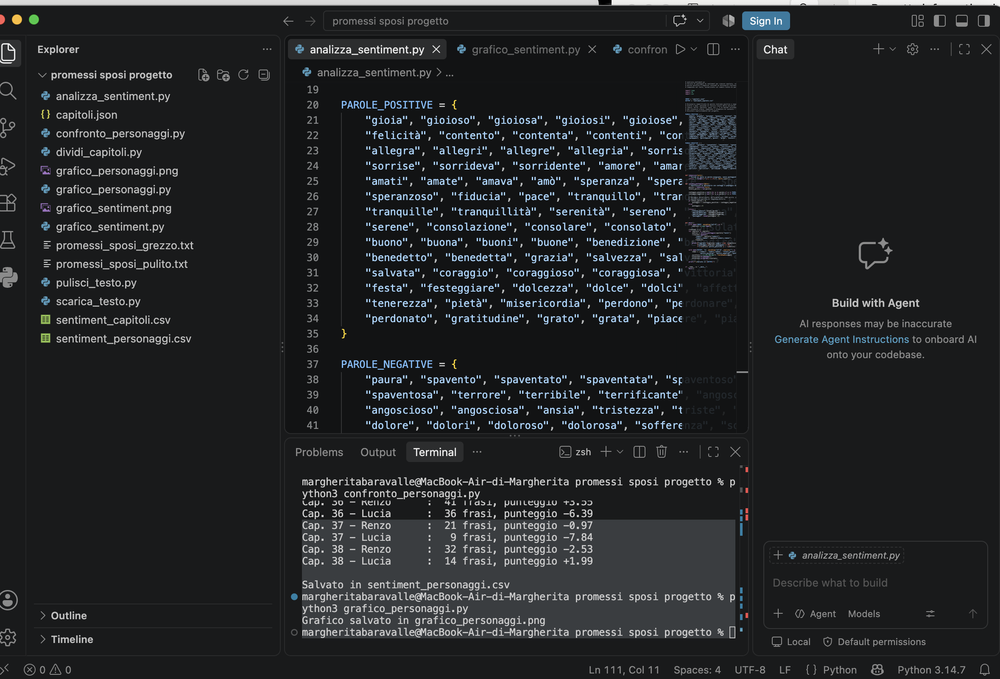 promessi sposi progetto
Sign In
Explorer
promessi sposi progetto
analizza_sentiment.py
capitoli.json
confronto_personaggi.py
dividi_capitoli.py
grafico_personaggi.png
grafico_personaggi.py
grafico_sentiment.png
grafico_sentiment.py
promessi_sposi_grezzo.txt
promessi_sposi_pulito.txt
pulisci_testo.py
scarica_testo.py
sentiment_capitoli.csv
sentiment_personaggi.csv
Outline
Timeline
analizza_sentiment.py
grafico_sentiment.py
confron
analizza_sentiment.py > ...
19
20 PAROLE_POSITIVE = {
21 "gioia", "gioioso", "gioiosa", "gioiosi", "gioiose",
22 "felicità", "contento", "contenta", "contenti", "con
23 "allegra", "allegri", "allegre", "allegria", "sorris
24 "sorrise", "sorrideva", "sorridente", "amore", "amar
25 "amati", "amate", "amava", "amò", "speranza", "spera
26 "speranzoso", "fiducia", "pace", "tranquillo", "tran
27 "tranquille", "tranquillità", "serenità", "sereno",
28 "serene", "consolazione", "consolare", "consolato",
29 "buono", "buona", "buoni", "buone", "benedizione", "
30 "benedetto", "benedetta", "grazia", "salvezza", "sal
31 "salvata", "coraggio", "coraggioso", "coraggiosa", "vittoria"
32 "festa", "festeggiare", "dolcezza", "dolce", "dolci", "affett
33 "tenerezza", "pietà", "misericordia", "perdono", "perdonare",
34 "perdonato", "gratitudine", "grato", "grata", "piacere", "pia
35 }
36
37 PAROLE_NEGATIVE = {
38 "paura", "spavento", "spaventato", "spaventata", "spaventoso"
39 "spaventosa", "terrore", "terribile", "terrificante", "angosc
40 "angoscioso", "angosciosa", "ansia", "tristezza", "triste", "
41 "dolore", "dolori", "doloroso", "dolorosa", "sofferenza", "so
Problems
Output
Terminal
zsh
margheritabaravalle@MacBook-Air-di-Margherita promessi sposi progetto % p
ython3 confronto_personaggi.py
Cap. 36 - Renzo : 41 frasi, punteggio +3.55
Cap. 36 - Lucia : 36 frasi, punteggio -6.39
Cap. 37 - Renzo : 21 frasi, punteggio -0.97
Cap. 37 - Lucia : 9 frasi, punteggio -7.84
Cap. 38 - Renzo : 32 frasi, punteggio -2.53
Cap. 38 - Lucia : 14 frasi, punteggio +1.99
Salvato in sentiment_personaggi.csv
margheritabaravalle@MacBook-Air-di-Margherita promessi sposi progetto % p
ython3 grafico_personaggi.py
Grafico salvato in grafico_personaggi.png
margheritabaravalle@MacBook-Air-di-Margherita promessi sposi progetto %
Chat
Build with Agent
AI responses may be inaccurate
Generate Agent Instructions to onboard AI
onto your codebase.
analizza_sentiment.py
Describe what to build
Agent
Models
Local
Default permissions
0
0
Ln 111, Col 11
Spaces: 4
UTF-8
LF
{ } Python
Python 3.14.7